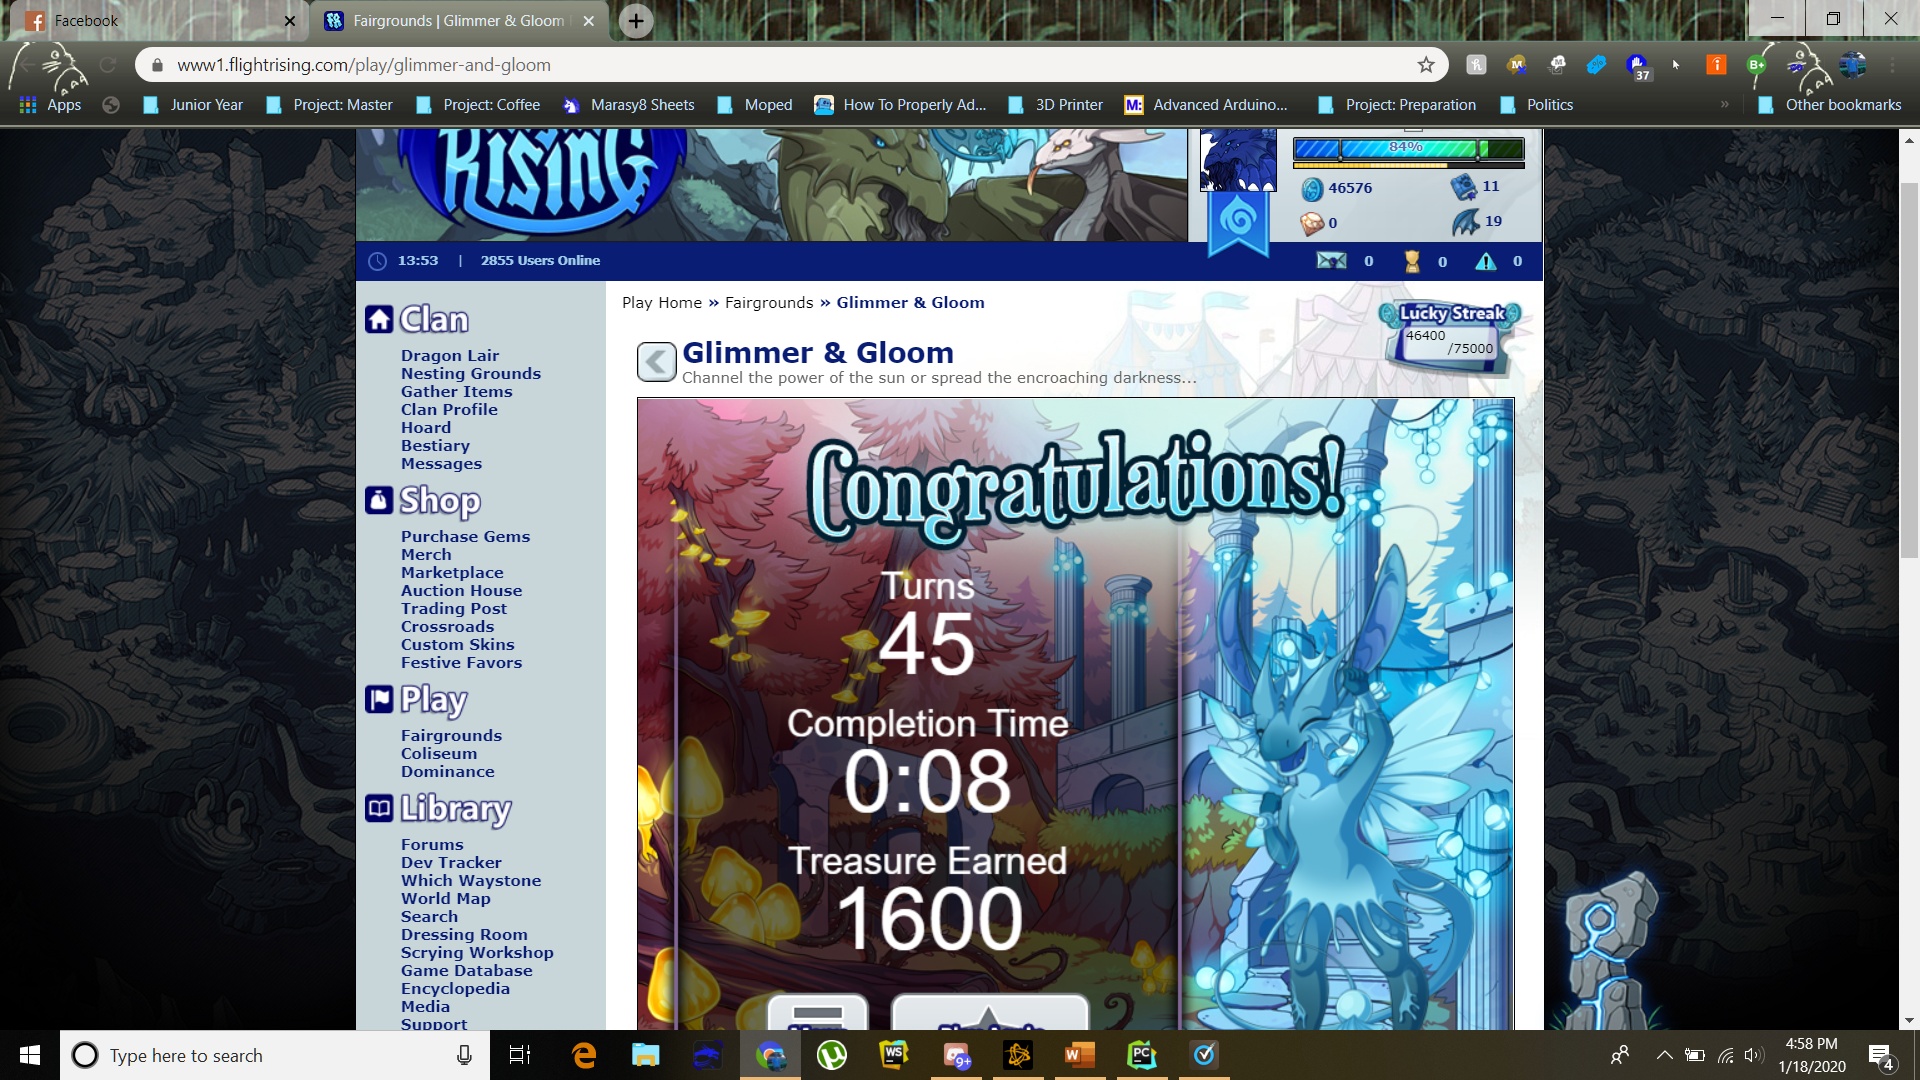 Facebook
Fairgrounds | Glimmer & Gloom
www1.flightrising.com/play/glimmer-and-gloom
37
Apps
Junior Year
Project: Master
Project: Coffee
Marasy8 Sheets
Moped
How To Properly Ad...
3D Printer
Advanced Arduino...
Project: Preparation
Politics
»
Other bookmarks
RISING
84%
46576
11
0
19
13:53 | 2855 Users Online
0
0
0
Play Home » Fairgrounds » Glimmer & Gloom
Lucky Streak
46400
/75000
Glimmer & Gloom
Channel the power of the sun or spread the encroaching darkness...
Clan
Dragon Lair
Nesting Grounds
Gather Items
Clan Profile
Hoard
Bestiary
Messages
Shop
Purchase Gems
Merch
Marketplace
Auction House
Trading Post
Crossroads
Custom Skins
Festive Favors
Play
Fairgrounds
Coliseum
Dominance
Library
Forums
Dev Tracker
Which Waystone
World Map
Search
Dressing Room
Scrying Workshop
Game Database
Encyclopedia
Media
Support
Congratulations!
Turns
45
Completion Time
0:08
Treasure Earned
1600
Type here to search
WS
9+
W
PC
4:58 PM
1/18/2020
4